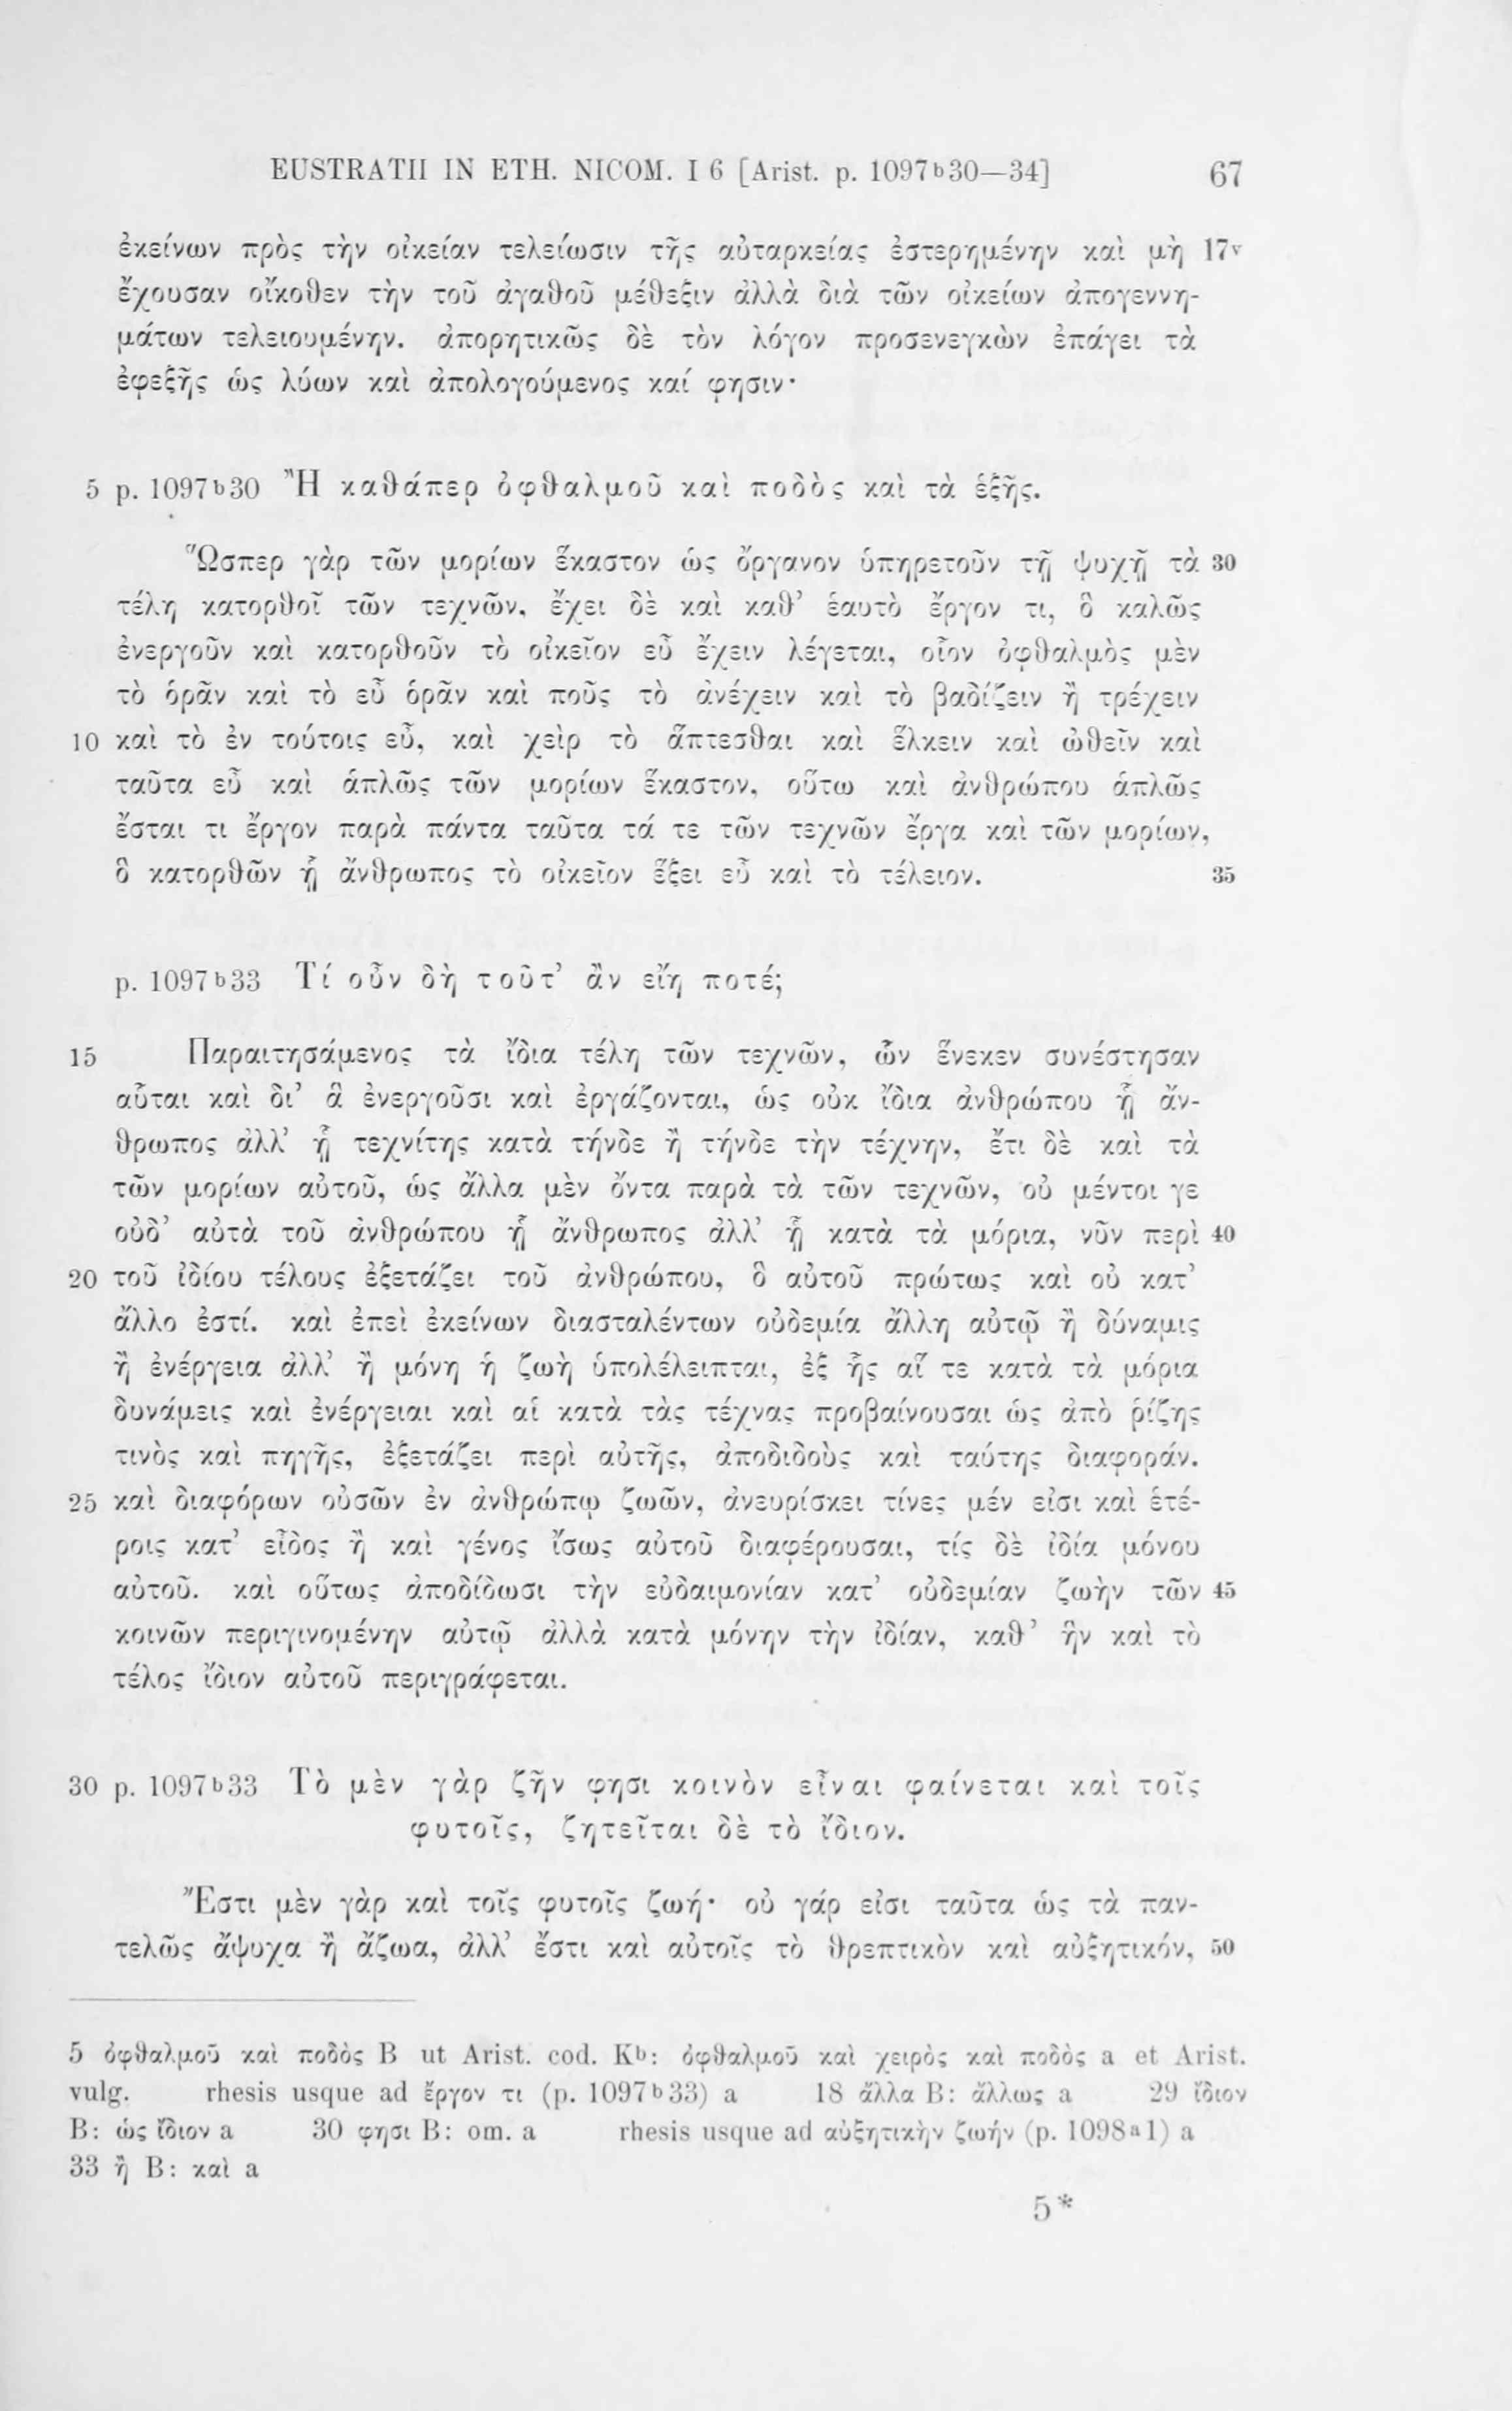 EUSTRATII IN ETH. NICOM. I 6 [Arist. p. 1097ᵇ30—34] 67
ἐκείνων πρὸς τὴν οἰκείαν τελείωσιν τῆς αὐταρκείας ἐστερημένην καὶ μὴ 17ᵛ
ἔχουσαν οἴκοθεν τὴν τοῦ ἀγαθοῦ μέθεξιν ἀλλὰ διὰ τῶν οἰκείων ἀπογεννη-
μάτων τελειουμένην. ἀπορητικῶς δὲ τὸν λόγον προσενεγκὼν ἐπάγει τὰ
ἐφεξῆς ὡς λύων καὶ ἀπολογούμενος καί φησιν·
5 p. 1097ᵇ30 Ἢ καθάπερ ὀφθαλμοῦ καὶ ποδὸς καὶ τὰ ἑξῆς.
Ὥσπερ γὰρ τῶν μορίων ἕκαστον ὡς ὄργανον ὑπηρετοῦν τῇ ψυχῇ τὰ 30
τέλη κατορθοῖ τῶν τεχνῶν, ἔχει δὲ καὶ καθ’ ἑαυτὸ ἔργον τι, ὃ καλῶς
ἐνεργοῦν καὶ κατορθοῦν τὸ οἰκεῖον εὖ ἔχειν λέγεται, οἷον ὀφθαλμὸς μὲν
τὸ ὁρᾶν καὶ τὸ εὖ ὁρᾶν καὶ ποῦς τὸ ἀνέχειν καὶ τὸ βαδίζειν ἢ τρέχειν
10 καὶ τὸ ἐν τούτοις εὖ, καὶ χεὶρ τὸ ἅπτεσθαι καὶ ἕλκειν καὶ ὠθεῖν καὶ
ταῦτα εὖ καὶ ἁπλῶς τῶν μορίων ἕκαστον, οὕτω καὶ ἀνθρώπου ἁπλῶς
ἔσται τι ἔργον παρὰ πάντα ταῦτα τά τε τῶν τεχνῶν ἔργα καὶ τῶν μορίων,
ὃ κατορθῶν ᾗ ἄνθρωπος τὸ οἰκεῖον ἕξει εὖ καὶ τὸ τέλειον. 35
p. 1097ᵇ33 Τί οὖν δὴ τοῦτ’ ἂν εἴη ποτέ;
15 Παραιτησάμενος τὰ ἴδια τέλη τῶν τεχνῶν, ὧν ἕνεκεν συνέστησαν
αὗται καὶ δι’ ἃ ἐνεργοῦσι καὶ ἐργάζονται, ὡς οὐκ ἴδια ἀνθρώπου ᾗ ἄν-
θρωπος ἀλλ’ ᾗ τεχνίτης κατὰ τήνδε ἢ τήνδε τὴν τέχνην, ἔτι δὲ καὶ τὰ
τῶν μορίων αὐτοῦ, ὡς ἄλλα μὲν ὄντα παρὰ τὰ τῶν τεχνῶν, οὐ μέντοι γε
οὐδ’ αὐτὰ τοῦ ἀνθρώπου ᾗ ἄνθρωπος ἀλλ’ ᾗ κατὰ τὰ μόρια, νῦν περὶ 40
20 τοῦ ἰδίου τέλους ἐξετάζει τοῦ ἀνθρώπου, ὃ αὐτοῦ πρώτως καὶ οὐ κατ’
ἄλλο ἐστί. καὶ ἐπεὶ ἐκείνων διασταλέντων οὐδεμία ἄλλη αὐτῷ ἢ δύναμις
ἢ ἐνέργεια ἀλλ’ ἢ μόνη ἡ ζωὴ ὑπολέλειπται, ἐξ ἧς αἵ τε κατὰ τὰ μόρια
δυνάμεις καὶ ἐνέργειαι καὶ αἱ κατὰ τὰς τέχνας προβαίνουσαι ὡς ἀπὸ ῥίζης
τινὸς καὶ πηγῆς, ἐξετάζει περὶ αὐτῆς, ἀποδιδοὺς καὶ ταύτης διαφοράν.
25 καὶ διαφόρων οὐσῶν ἐν ἀνθρώπῳ ζωῶν, ἀνευρίσκει τίνες μέν εἰσι καὶ ἑτέ-
ροις κατ’ εἶδος ἢ καὶ γένος ἴσως αὐτοῦ διαφέρουσαι, τίς δὲ ἰδία μόνου
αὐτοῦ. καὶ οὕτως ἀποδίδωσι τὴν εὐδαιμονίαν κατ’ οὐδεμίαν ζωὴν τῶν 45
κοινῶν περιγινομένην αὐτῷ ἀλλὰ κατὰ μόνην τὴν ἰδίαν, καθ’ ἣν καὶ τὸ
τέλος ἴδιον αὐτοῦ περιγράφεται.
30 p. 1097ᵇ33 Τὸ μὲν γὰρ ζῆν φησι κοινὸν εἶναι φαίνεται καὶ τοῖς
φυτοῖς, ζητεῖται δὲ τὸ ἴδιον.
Ἔστι μὲν γὰρ καὶ τοῖς φυτοῖς ζωή· οὐ γάρ εἰσι ταῦτα ὡς τὰ παν-
τελῶς ἄψυχα ἢ ἄζωα, ἀλλ’ ἔστι καὶ αὐτοῖς τὸ θρεπτικὸν καὶ αὐξητικόν, 50
5 ὀφθαλμοῦ καὶ ποδὸς B ut Arist. cod. Kᵇ: ὀφθαλμοῦ καὶ χειρὸς καὶ ποδὸς a et Arist.
vulg. rhesis usque ad ἔργον τι (p. 1097ᵇ33) a 18 ἄλλα B: ἄλλως a 29 ἴδιον
B: ὡς ἴδιον a 30 φησι B: om. a rhesis usque ad αὐξητικὴν ζωήν (p. 1098ᵃ1) a
33 ἢ B: καὶ a
5*